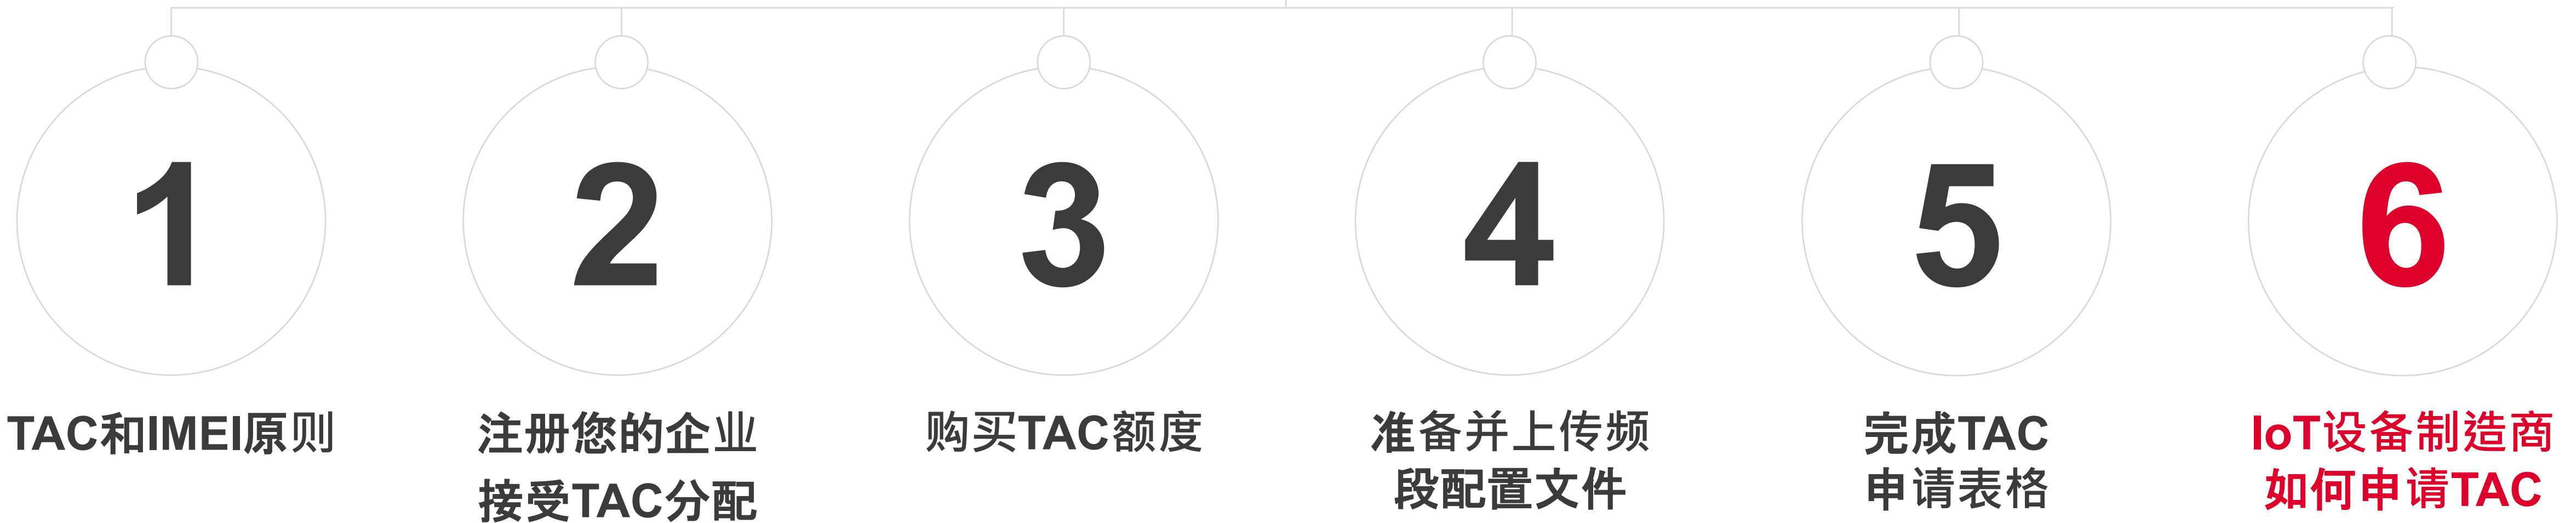 1
TAC和IMEI原则
2
注册您的企业
接受TAC分配
3
购买TAC额度
4
准备并上传频
段配置文件
5
完成TAC
申请表格
6
IoT设备制造商
如何申请TAC